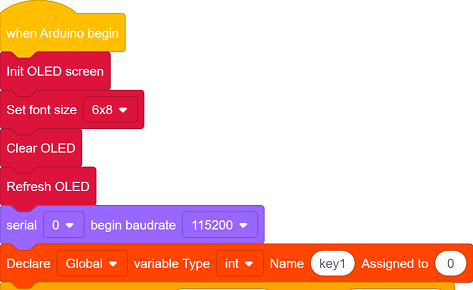 when Arduino begin
Init OLED screen
Set font size 6x8
Clear OLED
Refresh OLED
serial 0 begin baudrate 115200
Declare Global variable Type int Name key1 Assigned to 0